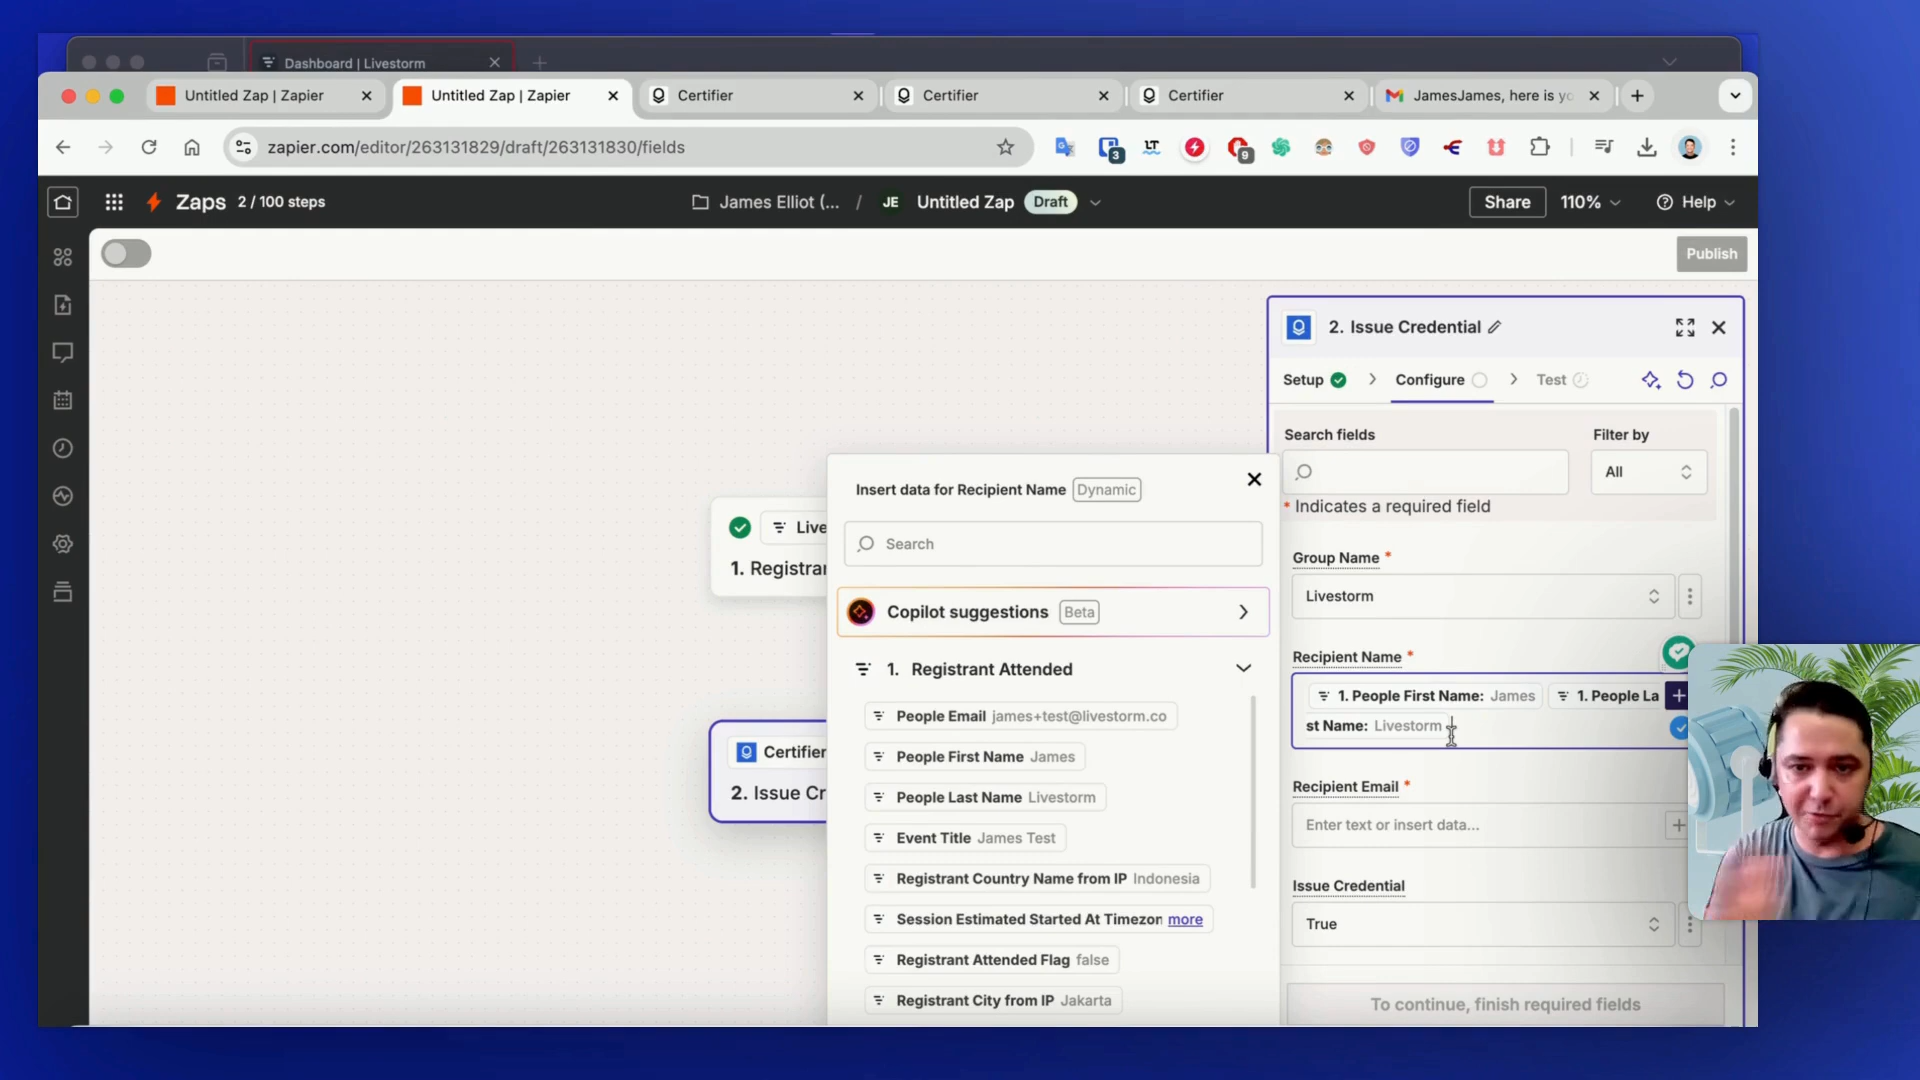 Dashboard | Livestorm
Untitled Zap | Zapier
Untitled Zap | Zapier
Certifier
Certifier
Certifier
JamesJames, here is yo
zapier.com/editor/263131829/draft/263131830/fields
3
LT
9
Zaps 2 / 100 steps
James Elliot (... / JE Untitled Zap Draft
Share 110% Help
Publish
2. Issue Credential
Setup Configure Test
Search fields Filter by
All
* Indicates a required field
Group Name *
Livestorm
Recipient Name *
1. People First Name: James 1. People La
st Name: Livestorm
Recipient Email *
Enter text or insert data...
Issue Credential
True
To continue, finish required fields
Live
1. Registrar
Certifier
2. Issue Cr
Insert data for Recipient Name Dynamic
Search
Copilot suggestions Beta
1. Registrant Attended
People Email james+test@livestorm.co
People First Name James
People Last Name Livestorm
Event Title James Test
Registrant Country Name from IP Indonesia
Session Estimated Started At Timezon more
Registrant Attended Flag false
Registrant City from IP Jakarta